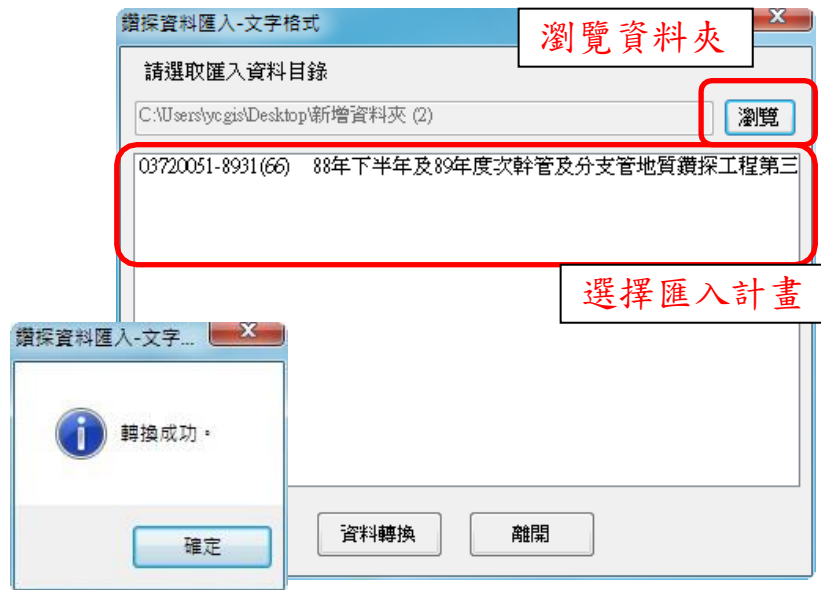 鑽探資料匯入-文字格式
瀏覽資料夾
請選取匯入資料目錄
C:\Users\ycgis\Desktop\新增資料夾 (2)
瀏覽
03720051-8931(66) 88年下半年及89年度次幹管及分支管地質鑽探工程第三
選擇匯入計畫
鑽探資料匯入-文字...
轉換成功。
確定
資料轉換
離開